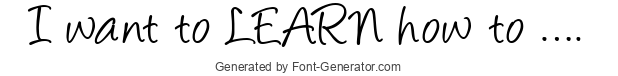 I want to LEARN how to ....
Generated by Font-Generator.com